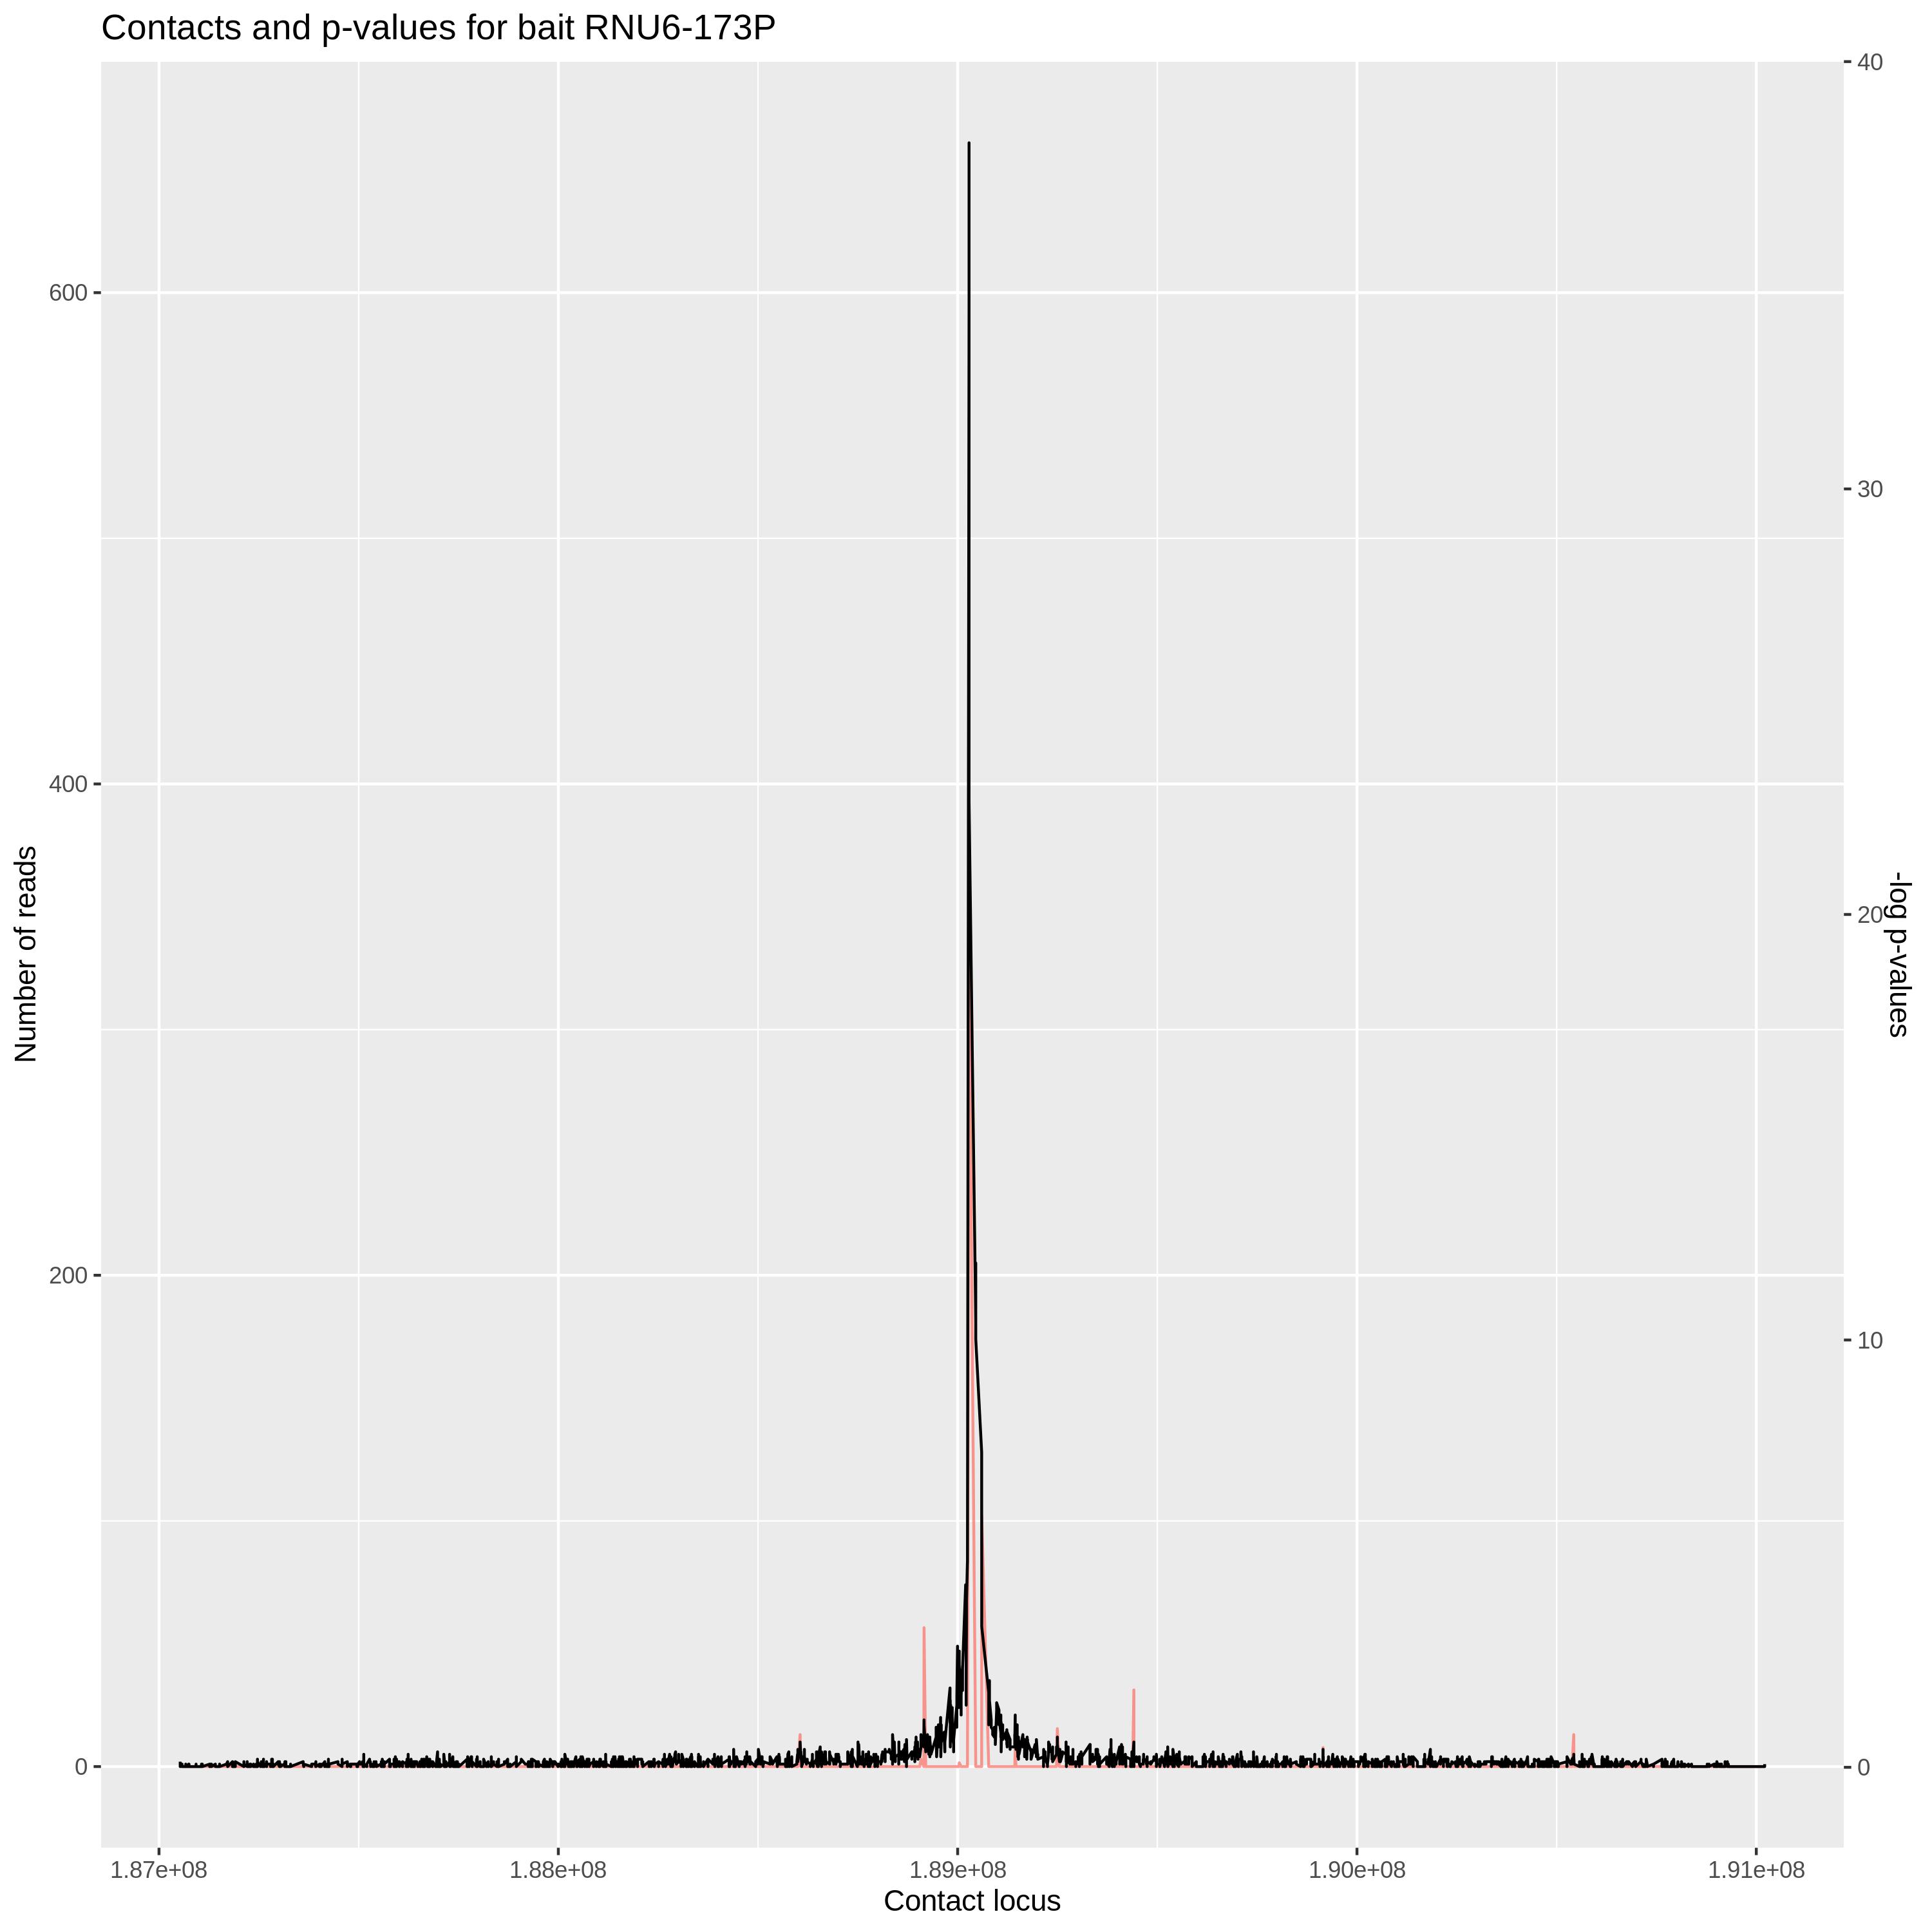 Contacts and p-values for bait RNU6-173P
40
600
30
400
Number of reads
20
-log p-values
200
10
0
0
1.87e+08
1.88e+08
1.89e+08
1.90e+08
1.91e+08
Contact locus